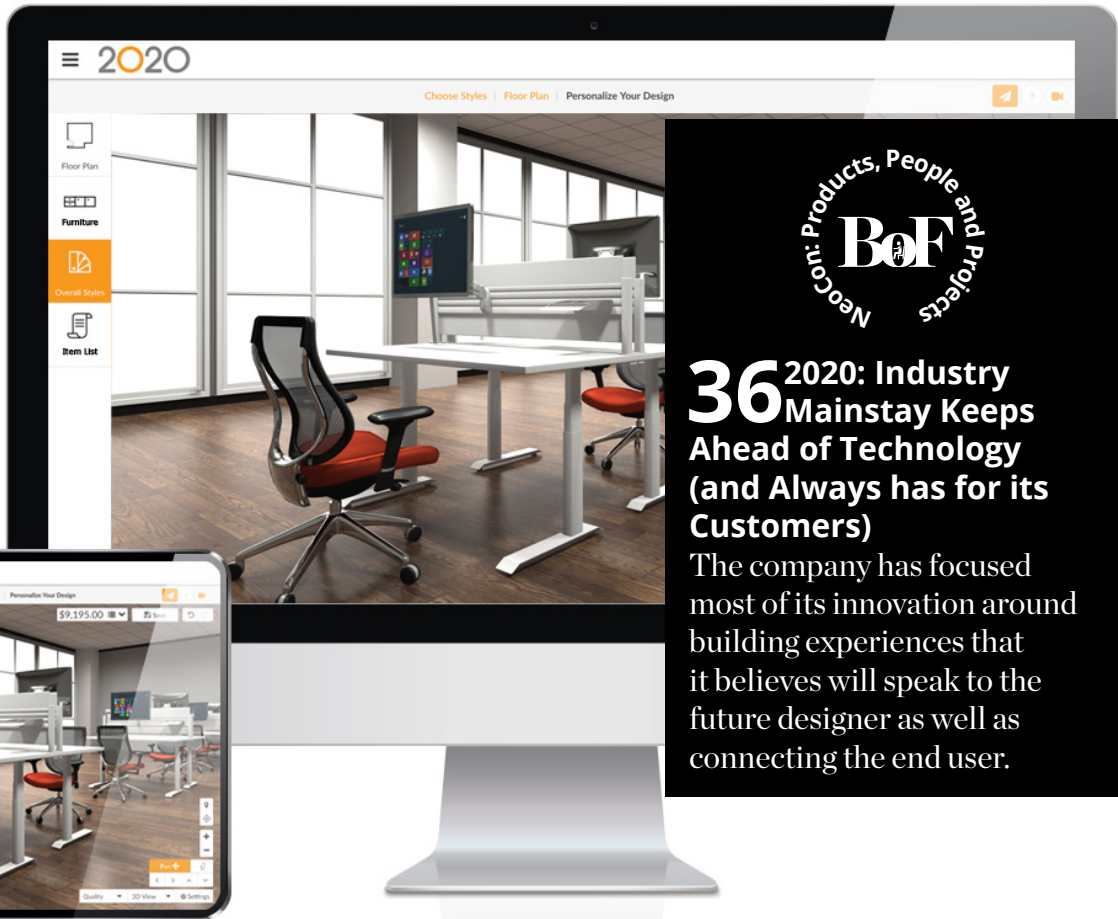 2020
Choose Styles | Floor Plan | Personalize Your Design
?
Floor Plan
Furniture
Overall Styles
Item List
NeoCon: Products, People and Projects
BoF
36 2020: Industry
Mainstay Keeps
Ahead of Technology
(and Always has for its
Customers)
The company has focused
most of its innovation around
building experiences that
it believes will speak to the
future designer as well as
connecting the end user.
Personalize Your Design
$9,195.00
Save
Pan
Quality
3D View
Settings